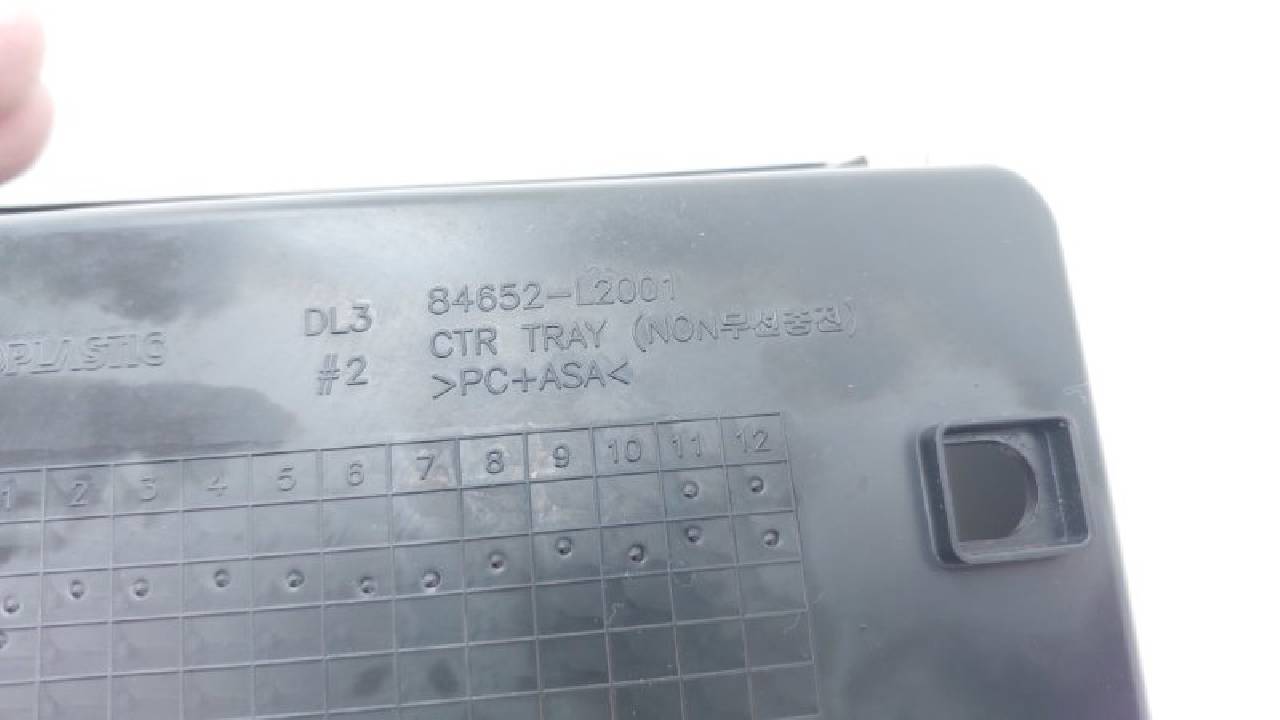 DL3
#2
84652-L2001
CTR TRAY (NON무선충전)
>PC+ASA<
1 2 3 4 5 6 7 8 9 10 11 12